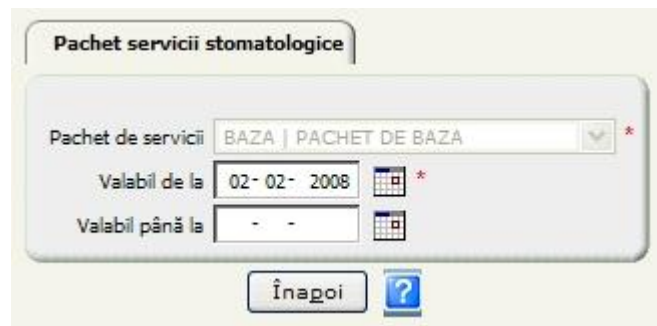 Pachet servicii stomatologice
Pachet de servicii BAZA | PACHET DE BAZA *
Valabil de la 02- 02- 2008 *
Valabil până la - -
Înapoi ?